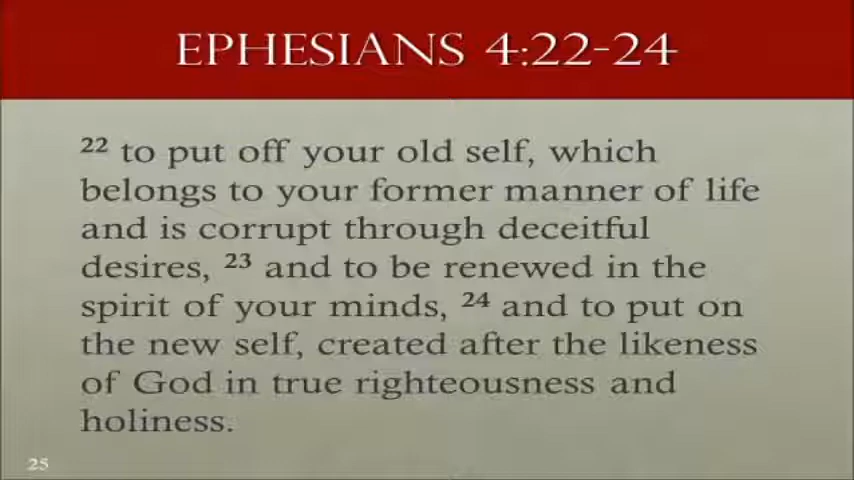 EPHESIANS 4:22-24
22 to put off your old self, which
belongs to your former manner of life
and is corrupt through deceitful
desires, 23 and to be renewed in the
spirit of your minds, 24 and to put on
the new self, created after the likeness
of God in true righteousness and
holiness.
25